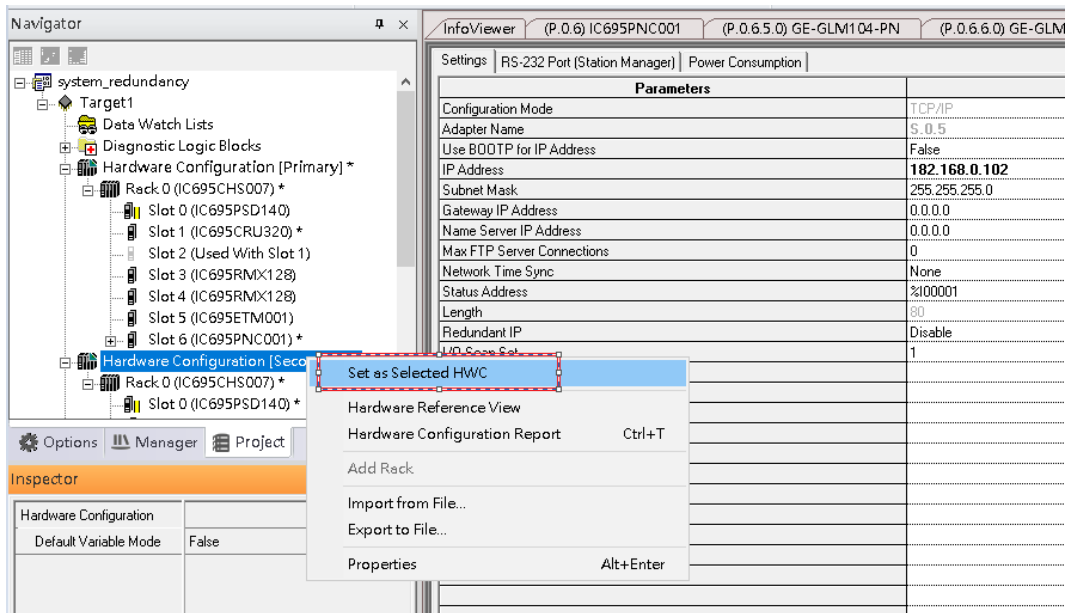 Navigator
system_redundancy
Target1
Data Watch Lists
Diagnostic Logic Blocks
Hardware Configuration [Primary] *
Rack 0 (IC695CHS007) *
Slot 0 (IC695PSD140)
Slot 1 (IC695CRU320) *
Slot 2 (Used With Slot 1)
Slot 3 (IC695RMX128)
Slot 4 (IC695RMX128)
Slot 5 (IC695ETM001)
Slot 6 (IC695PNC001) *
Hardware Configuration [Seco
Rack 0 (IC695CHS007) *
Slot 0 (IC695PSD140) *
Options Manager Project
Inspector
Hardware Configuration
Default Variable Mode False
Set as Selected HWC
Hardware Reference View
Hardware Configuration Report Ctrl+T
Add Rack
Import from File...
Export to File...
Properties Alt+Enter
InfoViewer (P.0.6) IC695PNC001 (P.0.6.5.0) GE-GLM104-PN (P.0.6.6.0) GE-GLM
Settings RS-232 Port (Station Manager) Power Consumption
Parameters
Configuration Mode TCP/IP
Adapter Name S.0.5
Use BOOTP for IP Address False
IP Address 182.168.0.102
Subnet Mask 255.255.255.0
Gateway IP Address 0.0.0.0
Name Server IP Address 0.0.0.0
Max FTP Server Connections 0
Network Time Sync None
Status Address %I00001
Length 80
Redundant IP Disable
I/O Scan Set 1